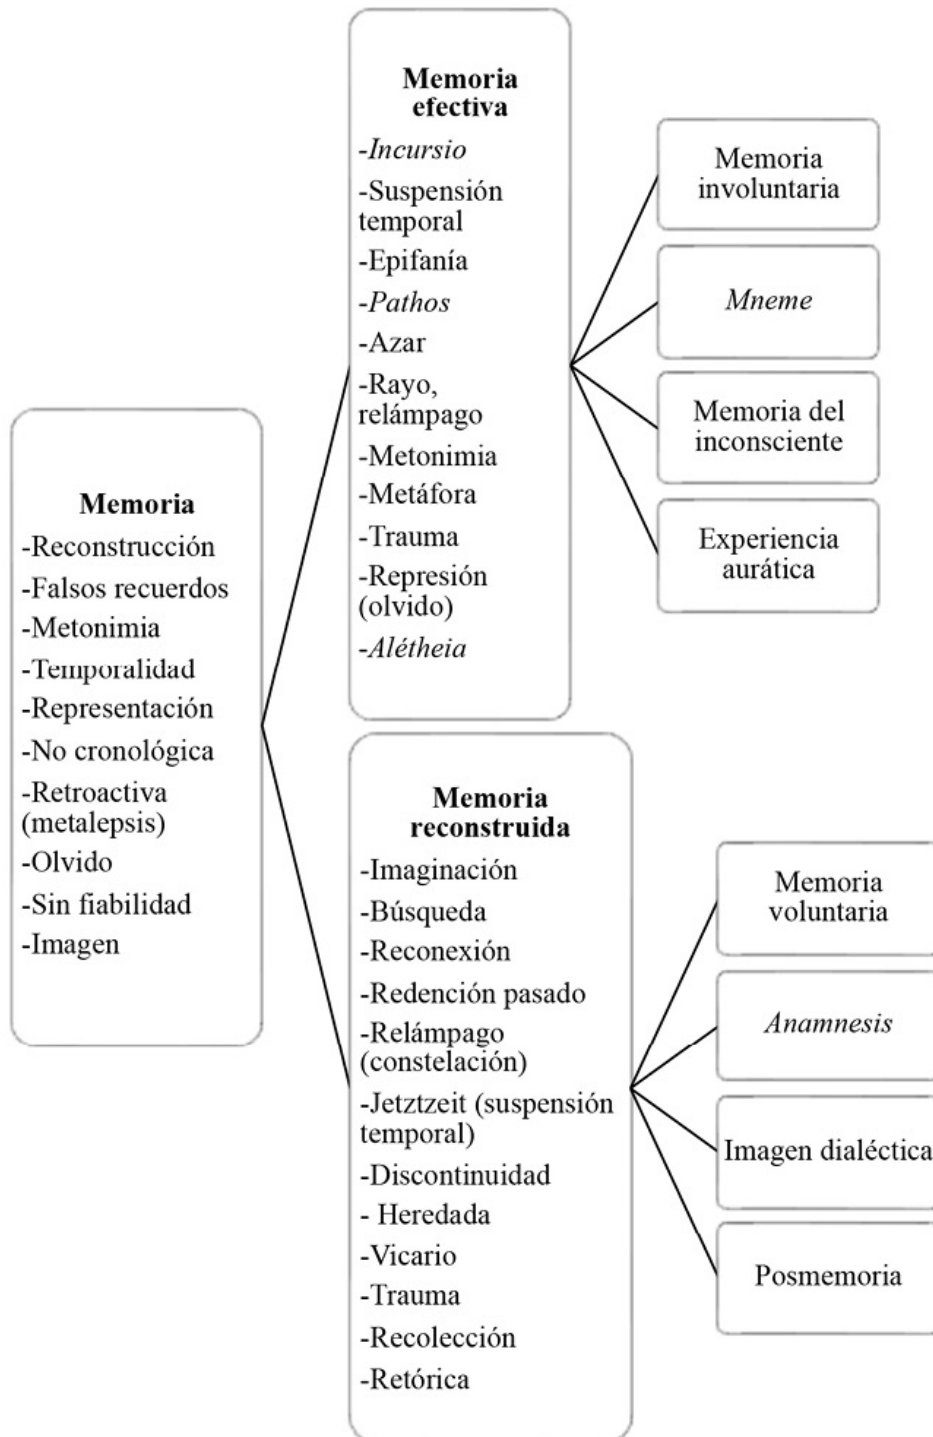 Memoria
-Reconstrucción
-Falsos recuerdos
-Metonimia
-Temporalidad
-Representación
-No cronológica
-Retroactiva
(metalepsis)
-Olvido
-Sin fiabilidad
-Imagen
Memoria
efectiva
-Incursio
-Suspensión
temporal
-Epifanía
-Pathos
-Azar
-Rayo,
relámpago
-Metonimia
-Metáfora
-Trauma
-Represión
(olvido)
-Alétheia
Memoria
involuntaria
Mneme
Memoria del
inconsciente
Experiencia
aurática
Memoria
reconstruida
-Imaginación
-Búsqueda
-Reconexión
-Redención pasado
-Relámpago
(constelación)
-Jetztzeit (suspensión
temporal)
-Discontinuidad
- Heredada
-Vicario
-Trauma
-Recolección
-Retórica
Memoria
voluntaria
Anamnesis
Imagen dialéctica
Posmemoria